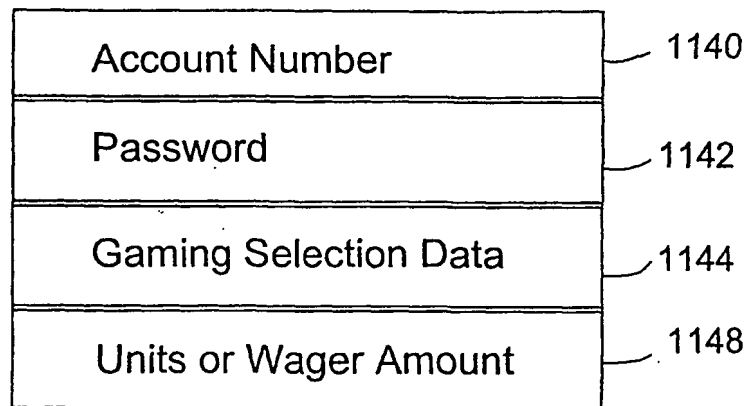 Account Number 1140
Password 1142
Gaming Selection Data 1144
Units or Wager Amount 1148